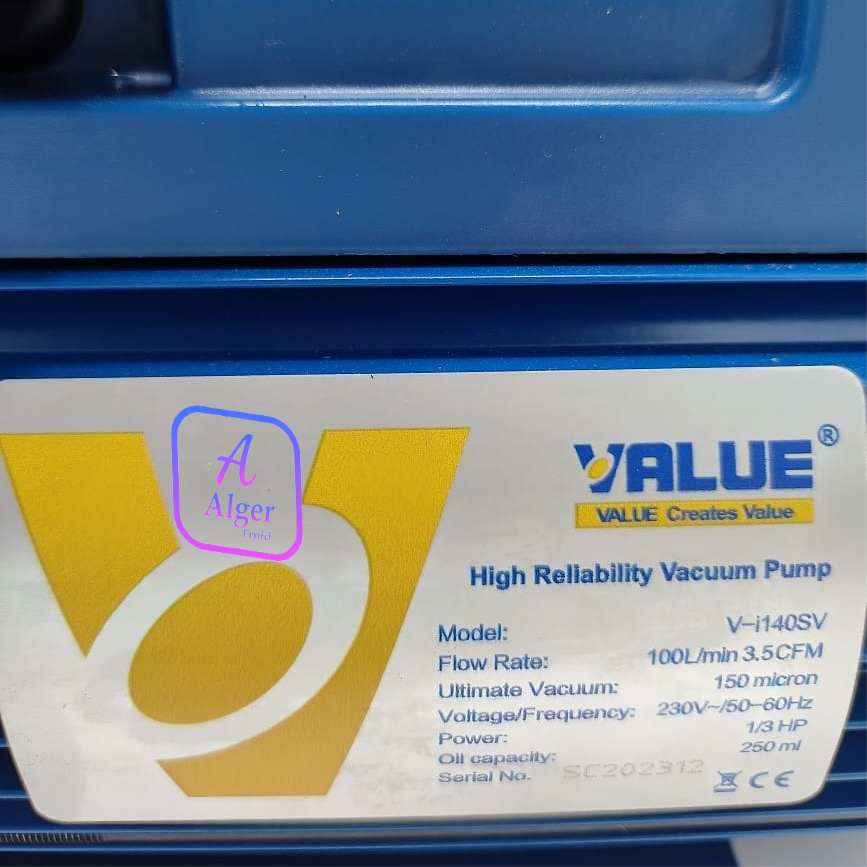 A
Alger
Froid
VALUE®
VALUE Creates Value
High Reliability Vacuum Pump
Model: V-i140SV
Flow Rate: 100L/min 3.5CFM
Ultimate Vacuum: 150 micron
Voltage/Frequency: 230V~/50-60Hz
Power: 1/3 HP
Oil capacity: 250 ml
Serial No. SC202312 CE